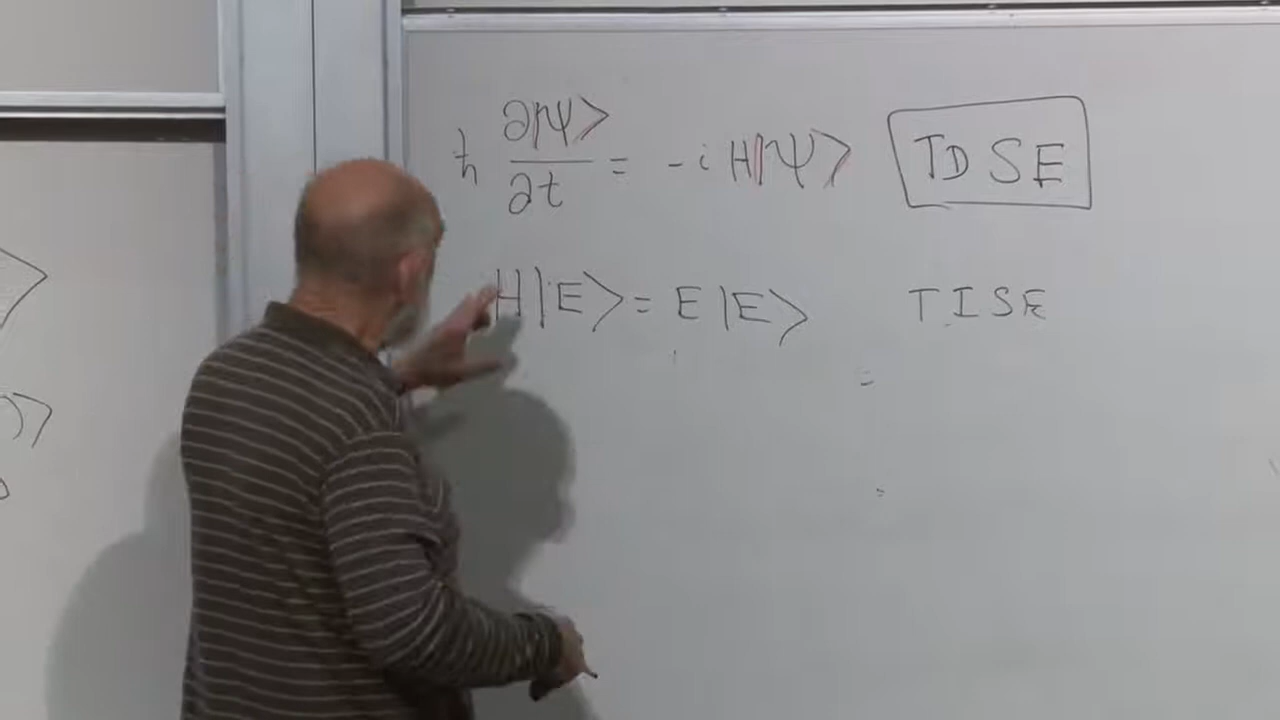 ħ ∂|Ψ>/∂t = -i H|Ψ> TDSE
H|E> = E|E> TISE